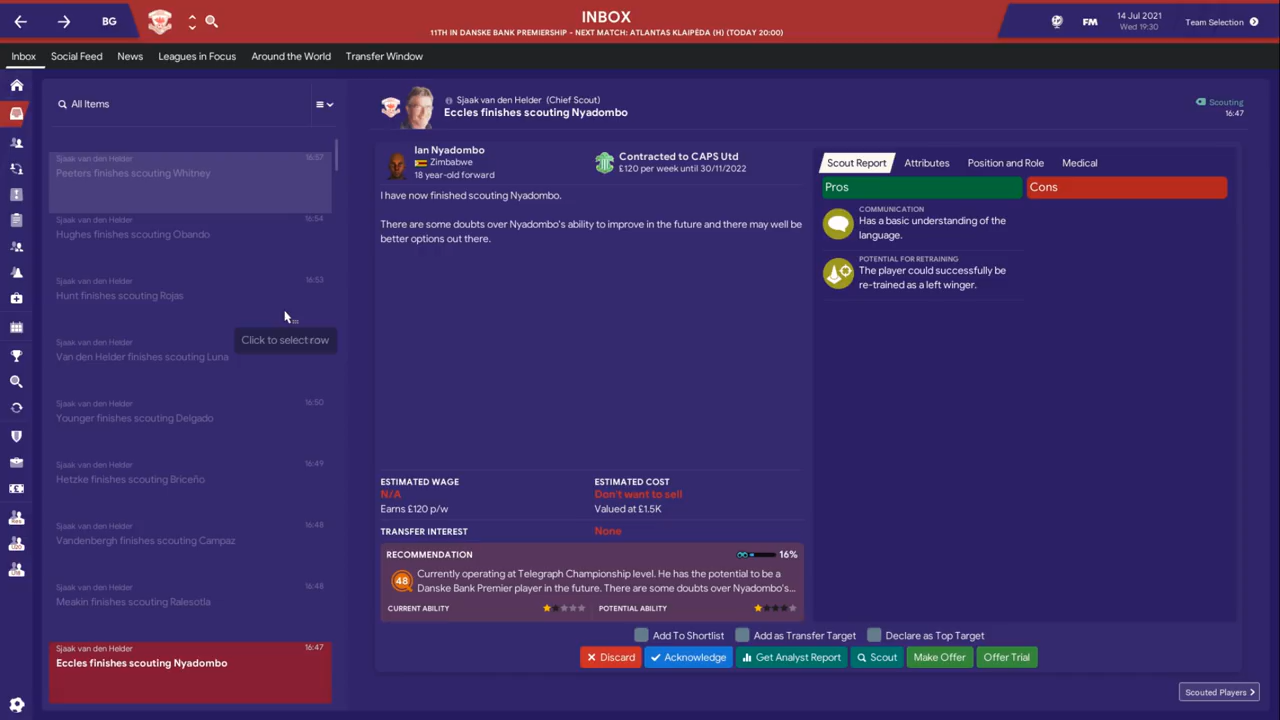 BG
INBOX
11TH IN DANSKE BANK PREMIERSHIP - NEXT MATCH: ATLANTAS KLAIPĖDA (H) (TODAY 20:00)
FM
14 Jul 2021
Wed 19:30
Team Selection
Inbox
Social Feed
News
Leagues in Focus
Around the World
Transfer Window
All Items
Sjaak van den Helder 16:57
Peeters finishes scouting Whitney
Sjaak van den Helder 16:54
Hughes finishes scouting Obando
Sjaak van den Helder 16:53
Hunt finishes scouting Rojas
Sjaak van den Helder
Van den Helder finishes scouting Luna
Click to select row
Sjaak van den Helder 16:50
Younger finishes scouting Delgado
Sjaak van den Helder 16:49
Hetzke finishes scouting Briceño
Sjaak van den Helder 16:48
Vandenbergh finishes scouting Campaz
Sjaak van den Helder 16:48
Meakin finishes scouting Ralesotla
Sjaak van den Helder 16:47
Eccles finishes scouting Nyadombo
Sjaak van den Helder (Chief Scout)
Eccles finishes scouting Nyadombo
Scouting
16:47
Ian Nyadombo
Zimbabwe
18 year-old forward
Contracted to CAPS Utd
£120 per week until 30/11/2022
I have now finished scouting Nyadombo.
There are some doubts over Nyadombo's ability to improve in the future and there may well be
better options out there.
ESTIMATED WAGE
N/A
Earns £120 p/w
ESTIMATED COST
Don't want to sell
Valued at £1.5K
TRANSFER INTEREST
None
RECOMMENDATION
16%
48
Currently operating at Telegraph Championship level. He has the potential to be a
Danske Bank Premier player in the future. There are some doubts over Nyadombo's...
CURRENT ABILITY
POTENTIAL ABILITY
Scout Report
Attributes
Position and Role
Medical
Pros
Cons
COMMUNICATION
Has a basic understanding of the
language.
POTENTIAL FOR RETRAINING
The player could successfully be
re-trained as a left winger.
Add To Shortlist
Add as Transfer Target
Declare as Top Target
Discard
Acknowledge
Get Analyst Report
Scout
Make Offer
Offer Trial
Scouted Players